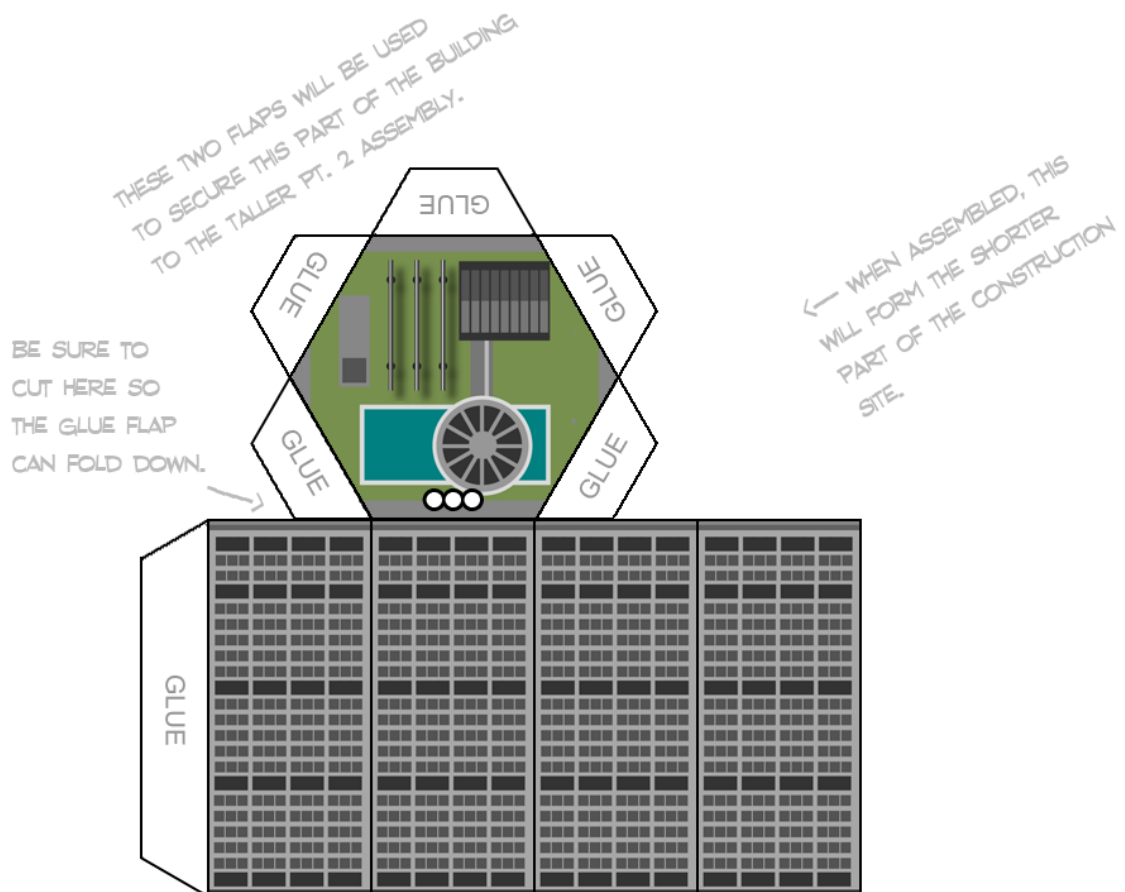 THESE TWO FLAPS WILL BE USED
TO SECURE THIS PART OF THE BUILDING
TO THE TALLER PT. 2 ASSEMBLY.
GLUE
GLUE
GLUE
WHEN ASSEMBLED, THIS
WILL FORM THE SHORTER
PART OF THE CONSTRUCTION
SITE.
BE SURE TO
CUT HERE SO
THE GLUE FLAP
CAN FOLD DOWN.
GLUE
GLUE
GLUE